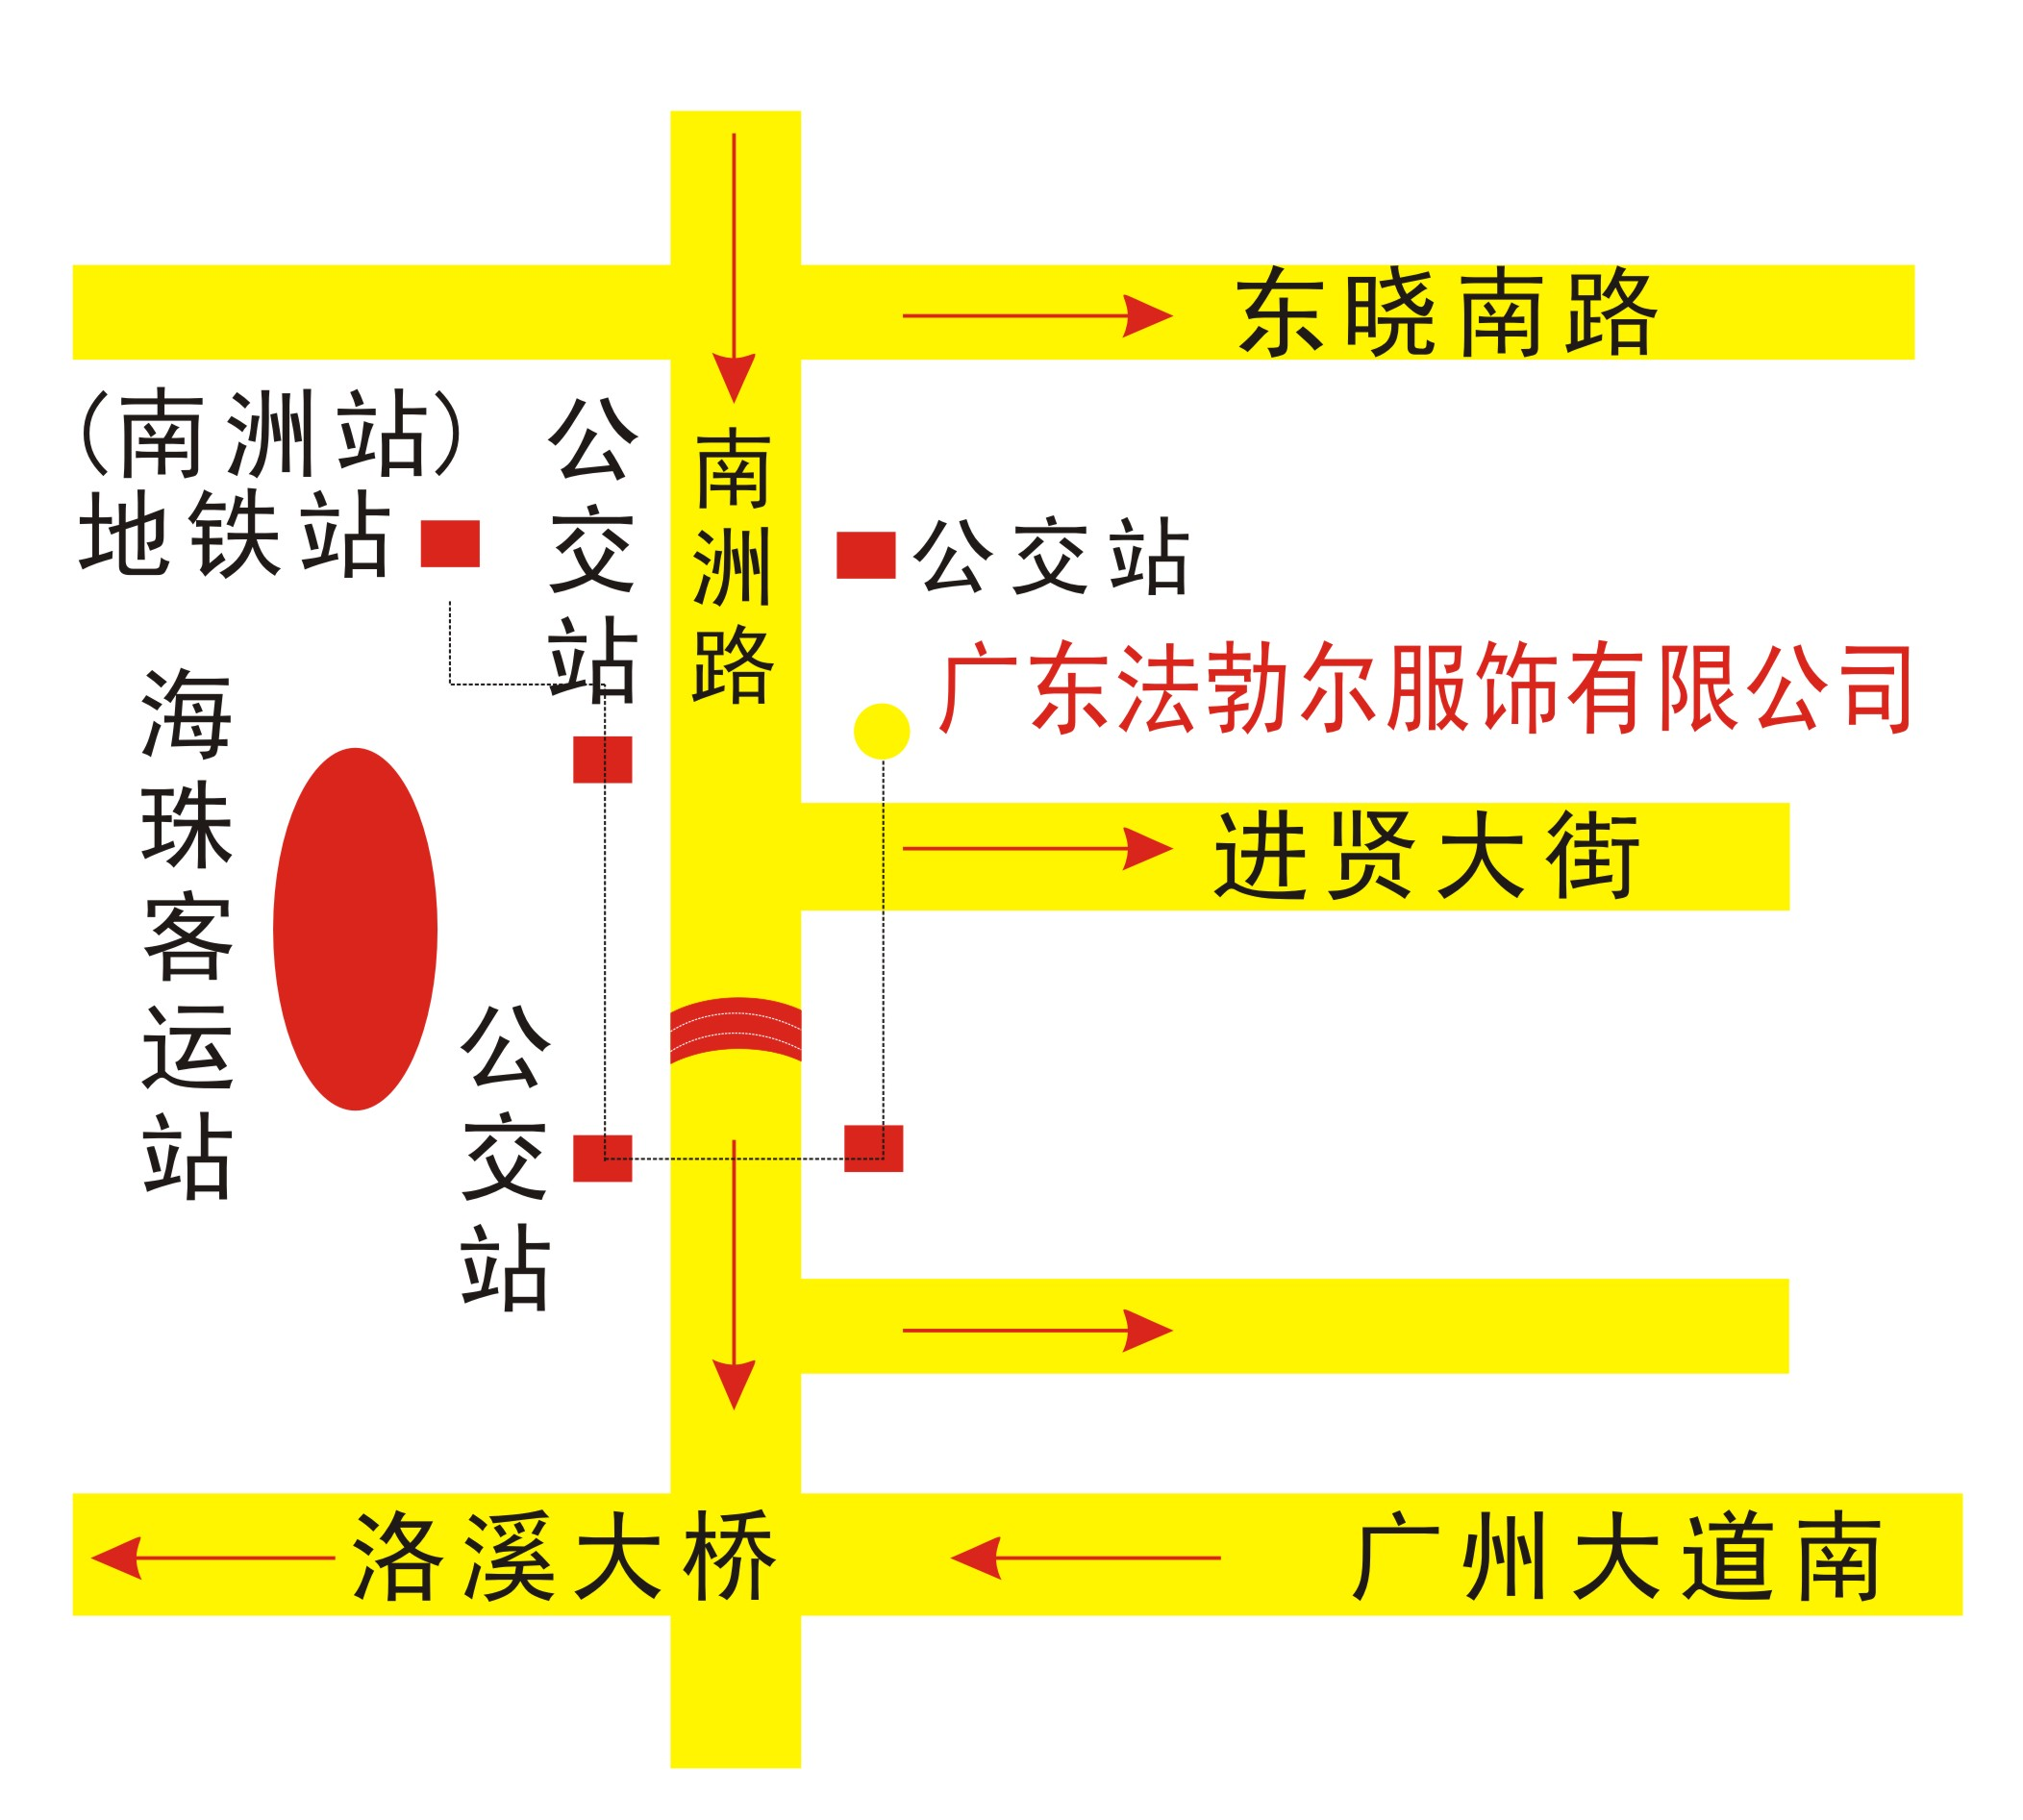 东晓南路
(南洲站)
地铁站
公交站
南洲路
公交站
广东洛勃尔服饰有限公司
海珠客运站
进贤大街
公交站
洛溪大桥
广州大道南